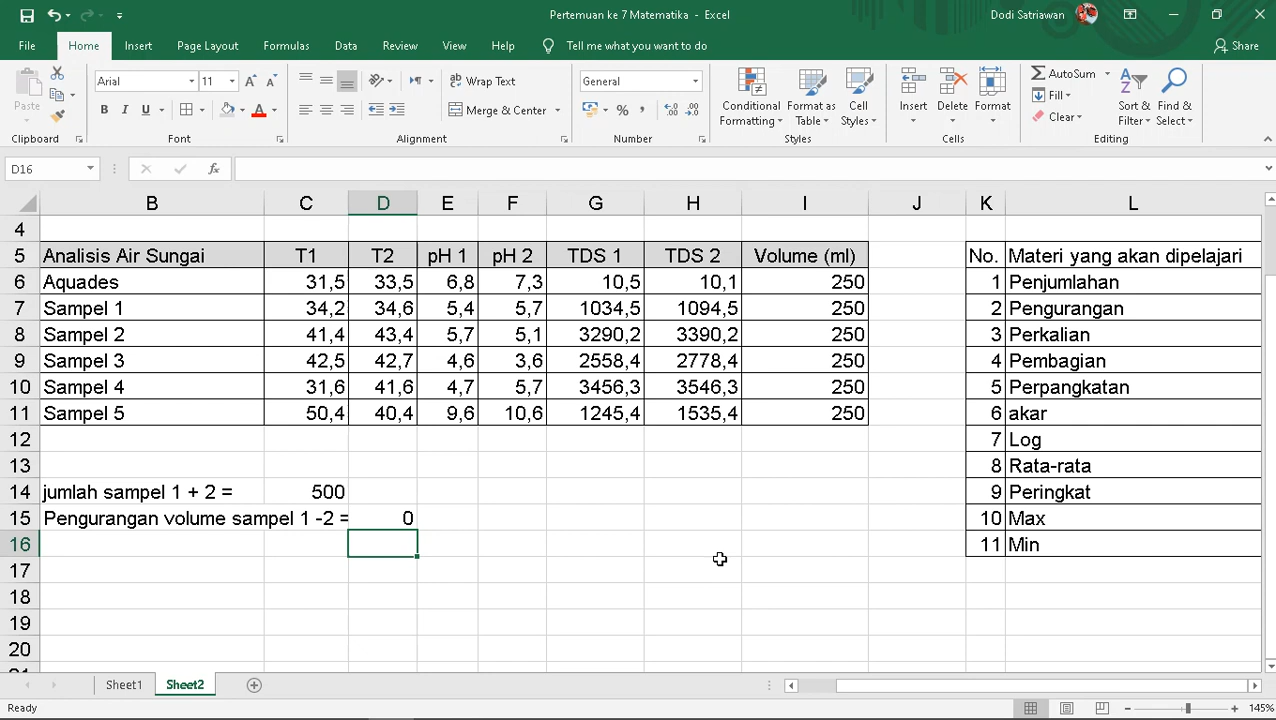 Pertemuan ke 7 Matematika - Excel
Dodi Satriawan
File Home Insert Page Layout Formulas Data Review View Help Tell me what you want to do Share
Paste
Clipboard
Arial 11
B I U
Font
Wrap Text
Merge & Center
Alignment
General
Number
Conditional Formatting
Format as Table
Cell Styles
Styles
Insert Delete Format
Cells
AutoSum
Fill
Clear
Sort & Filter
Find & Select
Editing
D16 fx
B C D E F G H I J K L
4
5 Analisis Air Sungai T1 T2 pH 1 pH 2 TDS 1 TDS 2 Volume (ml) No. Materi yang akan dipelajari
6 Aquades 31,5 33,5 6,8 7,3 10,5 10,1 250 1 Penjumlahan
7 Sampel 1 34,2 34,6 5,4 5,7 1034,5 1094,5 250 2 Pengurangan
8 Sampel 2 41,4 43,4 5,7 5,1 3290,2 3390,2 250 3 Perkalian
9 Sampel 3 42,5 42,7 4,6 3,6 2558,4 2778,4 250 4 Pembagian
10 Sampel 4 31,6 41,6 4,7 5,7 3456,3 3546,3 250 5 Perpangkatan
11 Sampel 5 50,4 40,4 9,6 10,6 1245,4 1535,4 250 6 akar
12 7 Log
13 8 Rata-rata
14 jumlah sampel 1 + 2 = 500 9 Peringkat
15 Pengurangan volume sampel 1 -2 = 0 10 Max
16 11 Min
17
18
19
20
Sheet1 Sheet2
Ready 145%